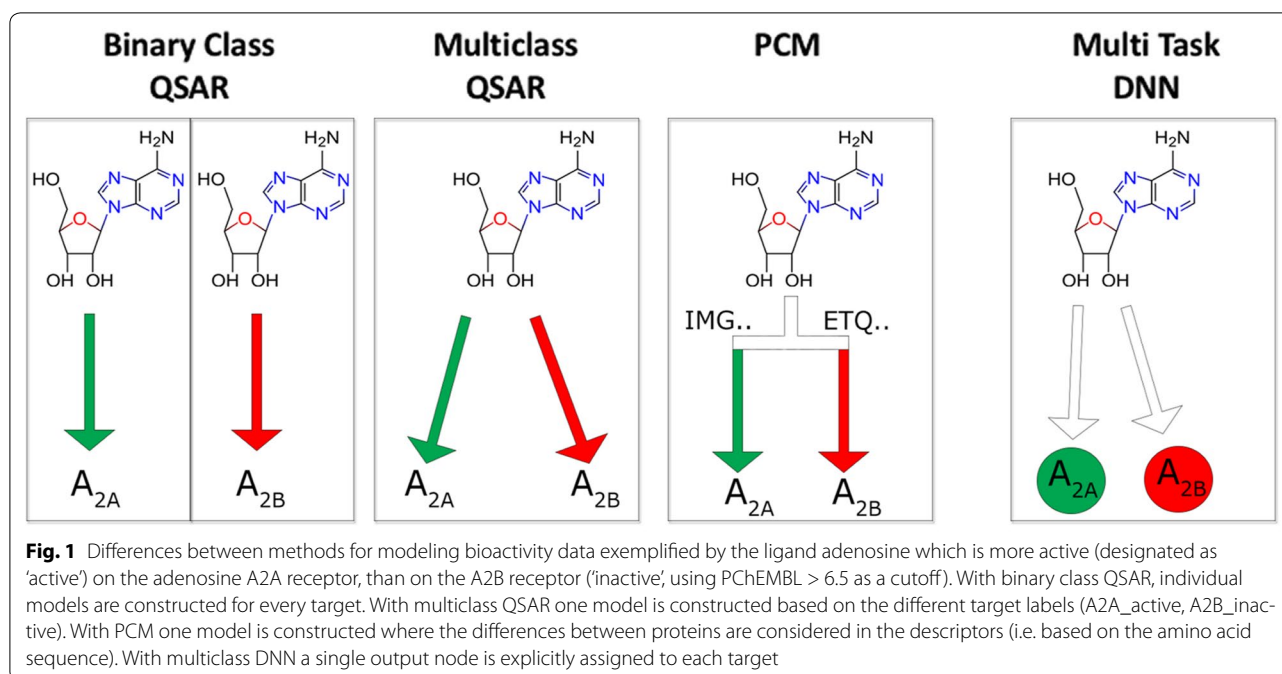 Binary Class
QSAR
Multiclass
QSAR
PCM
Multi Task
DNN
H₂N
HO
N
N
N
N
O
OH OH
H₂N
HO
N
N
N
N
O
OH OH
H₂N
HO
N
N
N
N
O
OH OH
H₂N
HO
N
N
N
N
O
OH OH
H₂N
HO
N
N
N
N
O
OH OH
IMG..
ETQ..
A₂A
A₂B
A₂A
A₂B
A₂A
A₂B
A₂A
A₂B
Fig. 1 Differences between methods for modeling bioactivity data exemplified by the ligand adenosine which is more active (designated as
‘active’) on the adenosine A2A receptor, than on the A2B receptor (‘inactive’, using PChEMBL > 6.5 as a cutoff). With binary class QSAR, individual
models are constructed for every target. With multiclass QSAR one model is constructed based on the different target labels (A2A_active, A2B_inac-
tive). With PCM one model is constructed where the differences between proteins are considered in the descriptors (i.e. based on the amino acid
sequence). With multiclass DNN a single output node is explicitly assigned to each target